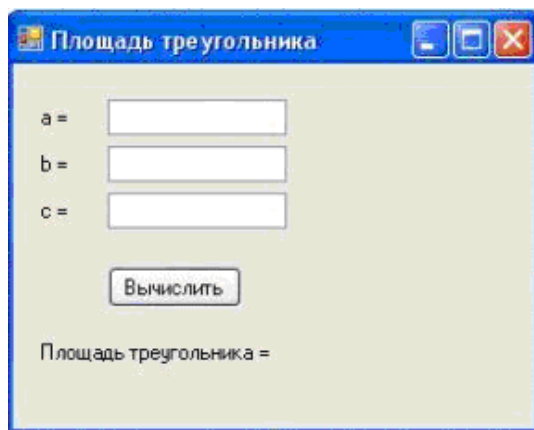 Площадь треугольника
a =
b =
c =
Вычислить
Площадь треугольника =